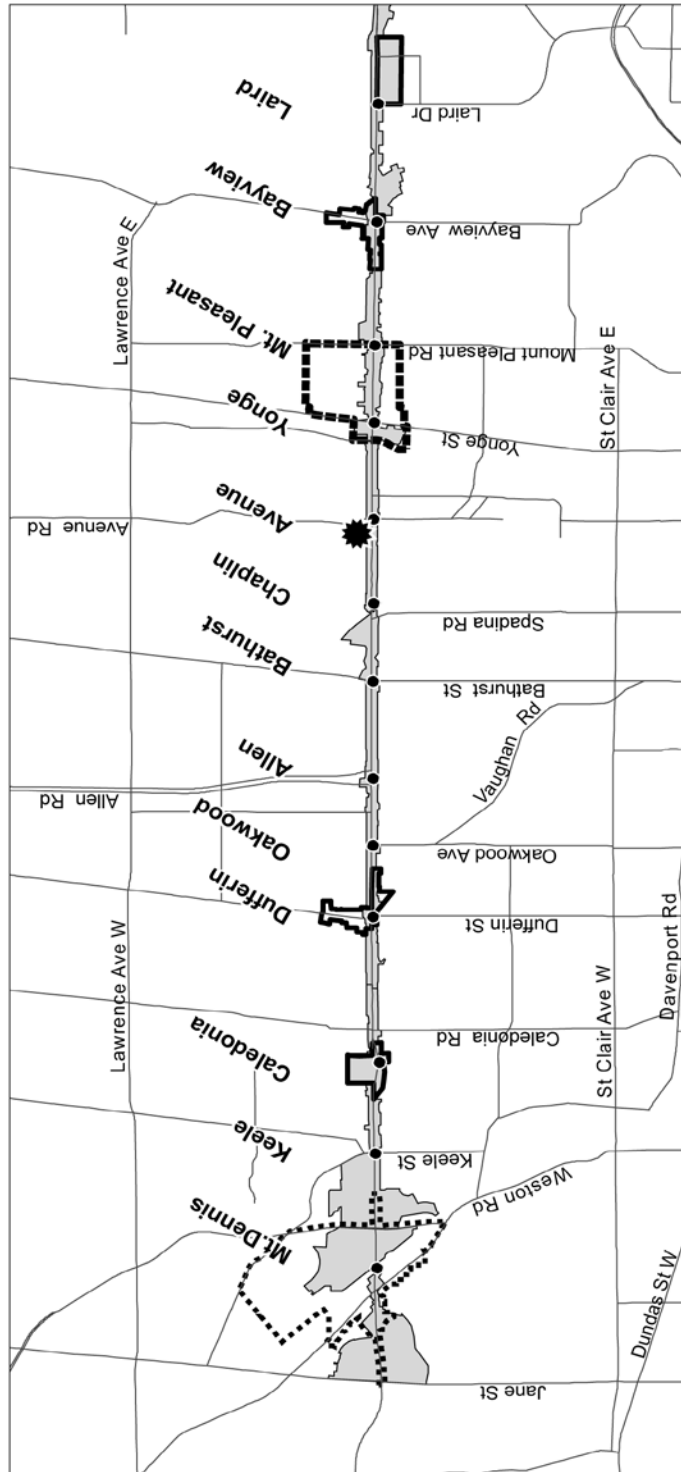 Laird
Laird Dr
Bayview
Bayview Ave
Lawrence Ave E
Mt. Pleasant
Mount Pleasant Rd
St Clair Ave E
Yonge
Yonge St
Avenue
Avenue Rd
Chaplin
Spadina Rd
Bathurst
Bathurst St
Vaughan Rd
Allen
Allen Rd
Oakwood
Oakwood Ave
Dufferin
Dufferin St
Davenport Rd
Lawrence Ave W
St Clair Ave W
Caledonia
Caledonia Rd
Keele
Keele St
Weston Rd
Mt.Dennis
Dundas St W
Jane St